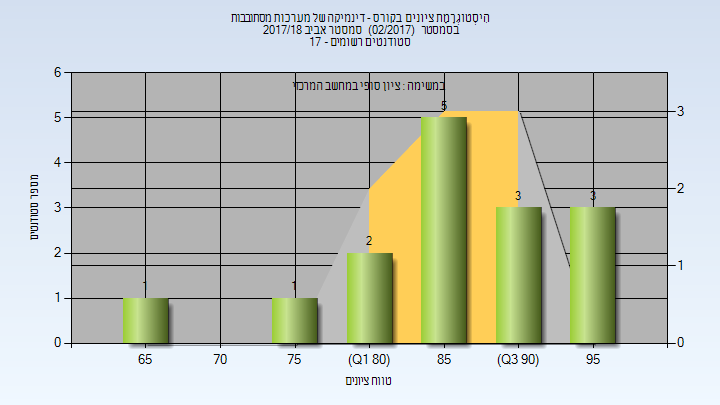 היסטוגרמת ציונים בקורס - דינמיקה של מערכות מסתובבות
בסמסטר (02/2017) סמסטר אביב 2017/18
סטודנטים רשומים - 17
במשימה : ציון סופי במחשב המרכזי
מספר סטודנטים
6
5
4
3
2
1
0
3
2
1
0
1
1
2
5
3
3
65
70
75
(Q1 80)
85
(Q3 90)
95
טווח ציונים